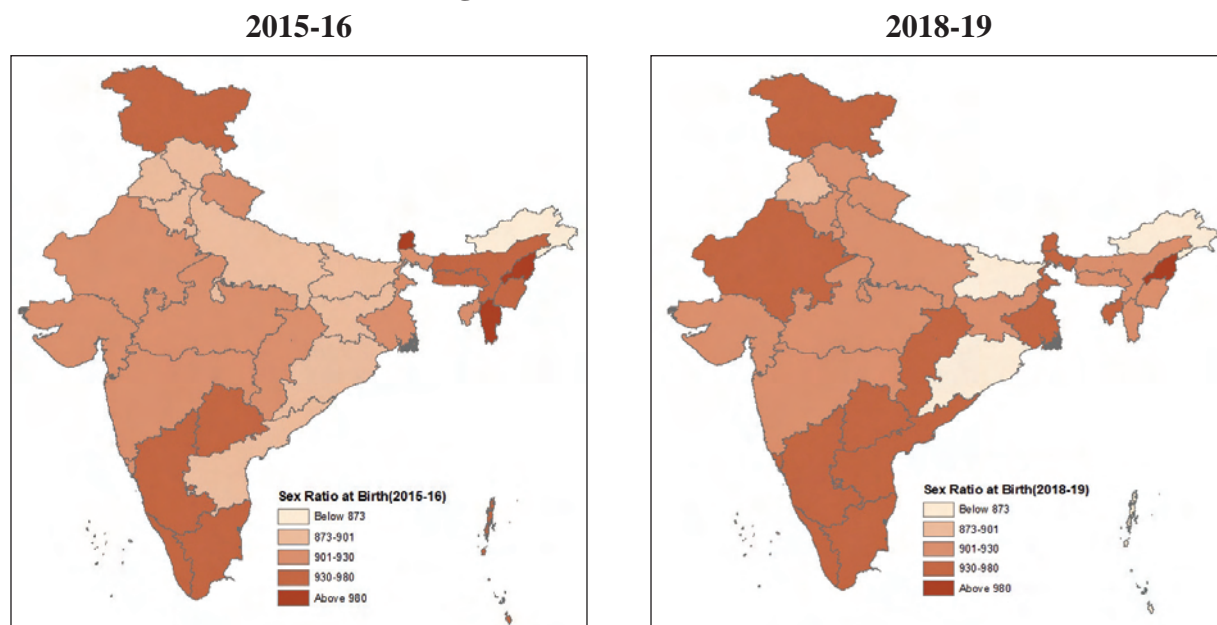 2015-16
2018-19
Sex Ratio at Birth(2015-16)
Below 873
873-901
901-930
930-980
Above 980
Sex Ratio at Birth(2018-19)
Below 873
873-901
901-930
930-980
Above 980